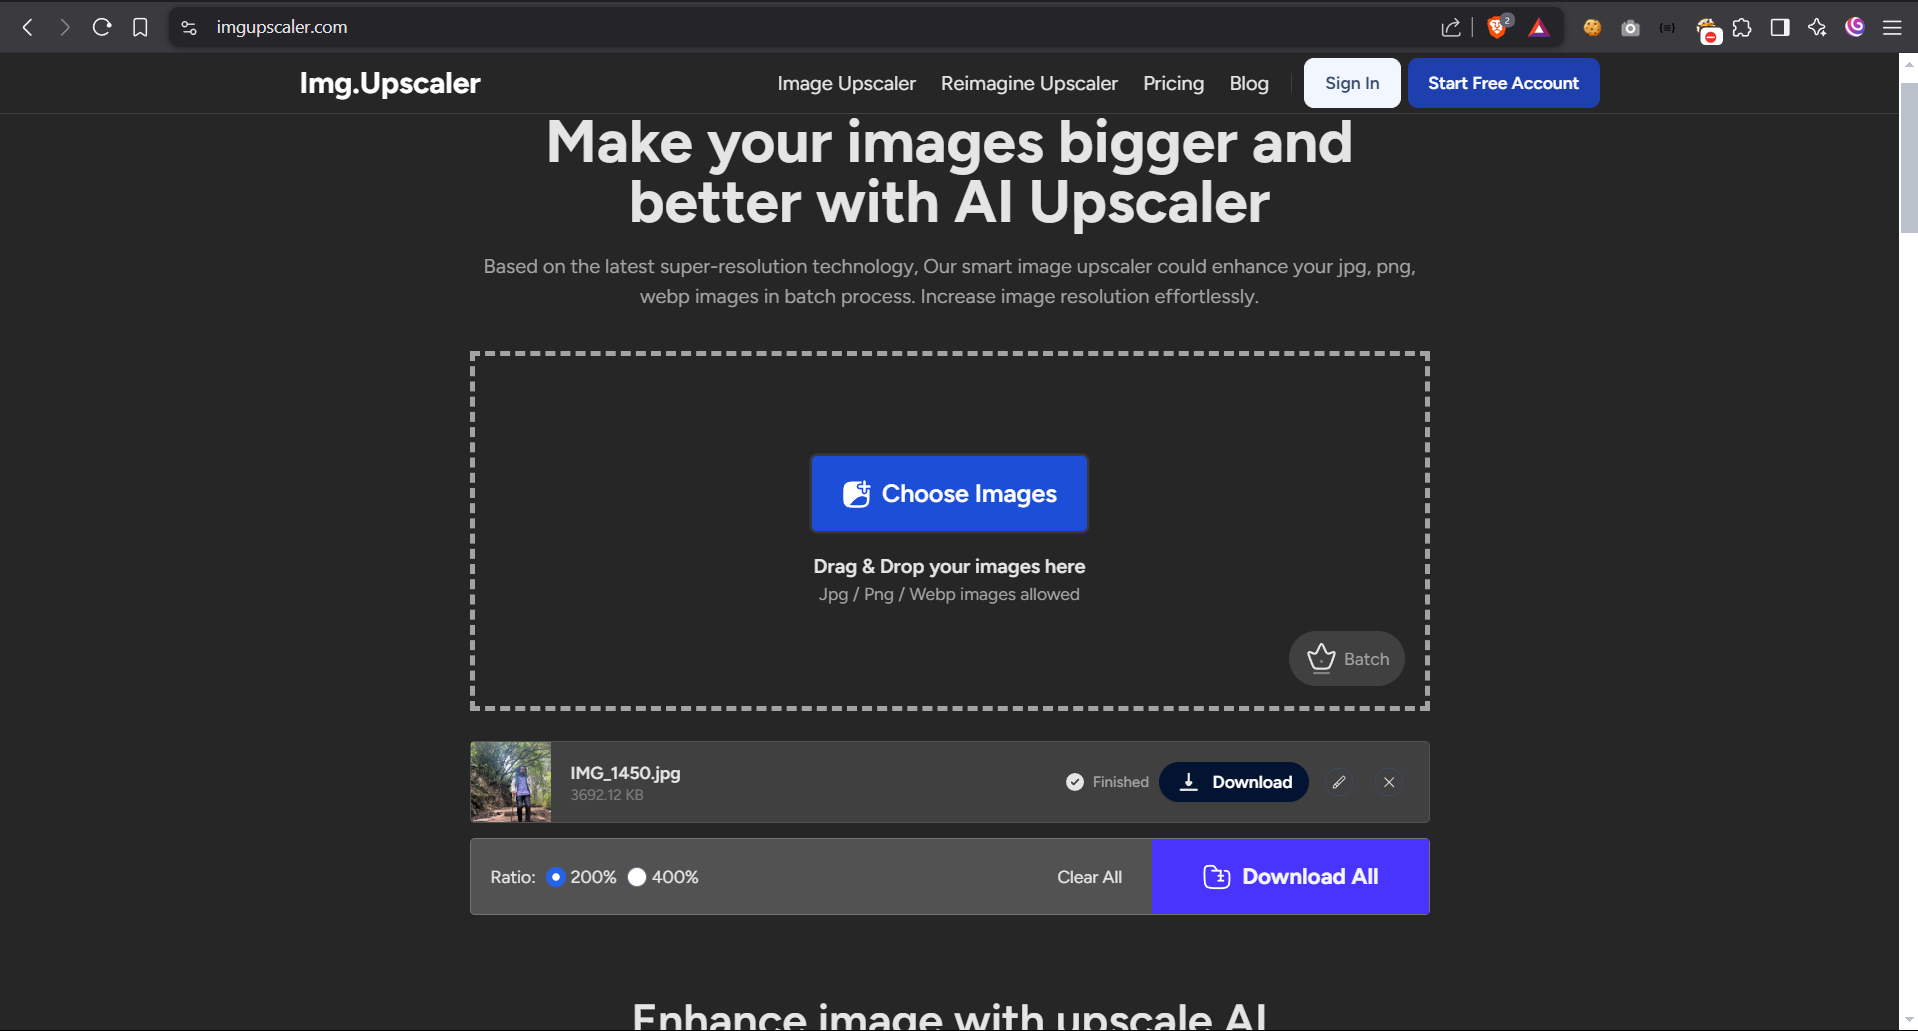 imgupscaler.com
2
Img.Upscaler
Image Upscaler
Reimagine Upscaler
Pricing
Blog
Sign In
Start Free Account
Make your images bigger and
better with AI Upscaler
Based on the latest super-resolution technology, Our smart image upscaler could enhance your jpg, png,
webp images in batch process. Increase image resolution effortlessly.
Choose Images
Drag & Drop your images here
Jpg / Png / Webp images allowed
Batch
IMG_1450.jpg
3692.12 KB
Finished
Download
Ratio: 200% 400%
Clear All
Download All
Enhance image with upscale AI